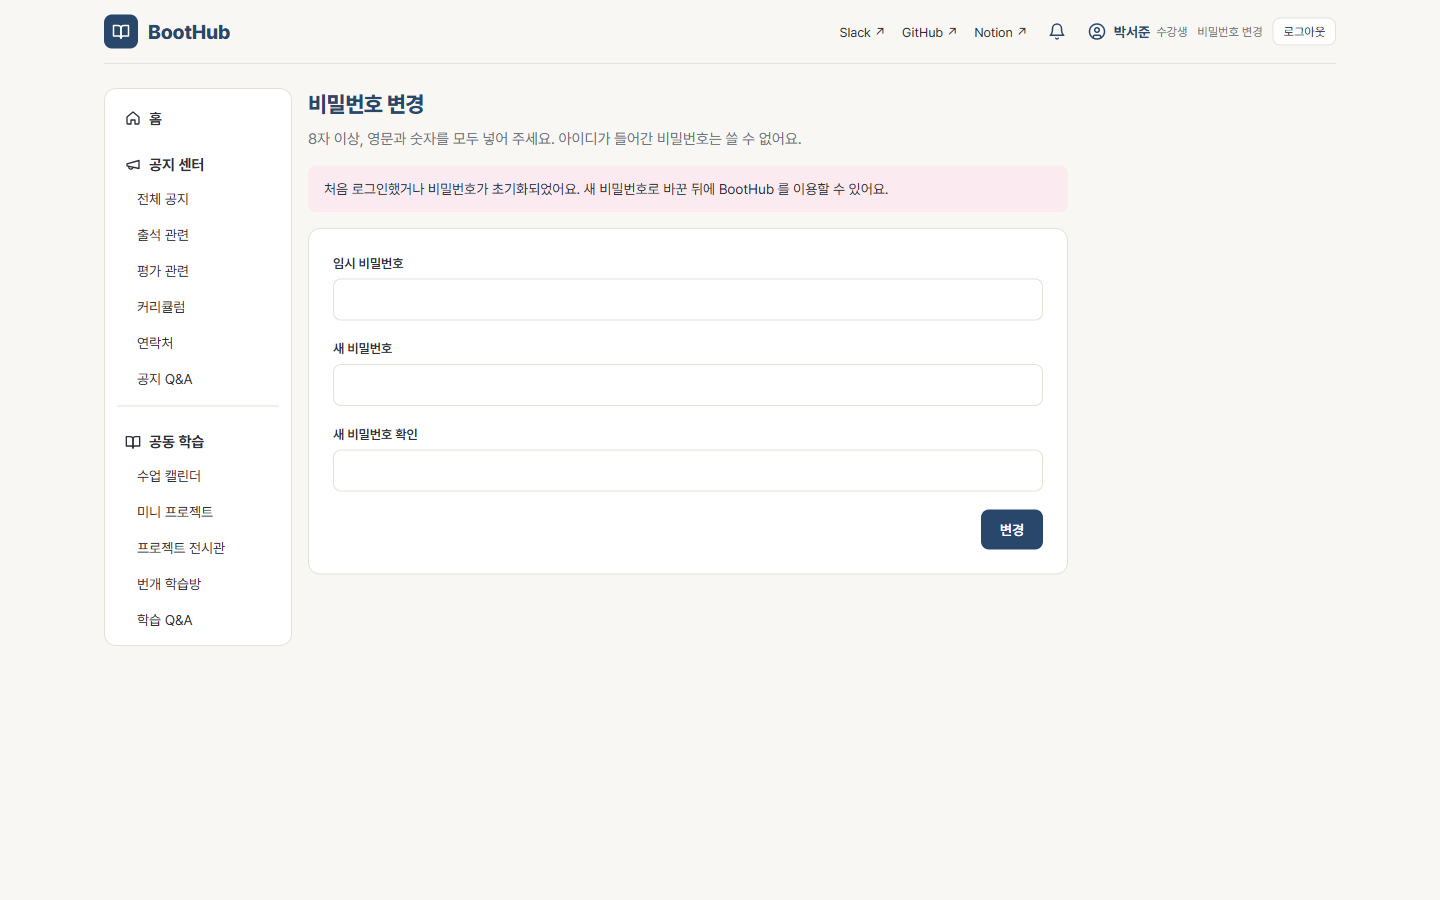 BootHub
Slack ↗ GitHub ↗ Notion ↗ 박서준 수강생 비밀번호 변경 로그아웃
홈
공지 센터
전체 공지
출석 관련
평가 관련
커리큘럼
연락처
공지 Q&A
공동 학습
수업 캘린더
미니 프로젝트
프로젝트 전시관
번개 학습방
학습 Q&A
비밀번호 변경
8자 이상, 영문과 숫자를 모두 넣어 주세요. 아이디가 들어간 비밀번호는 쓸 수 없어요.
처음 로그인했거나 비밀번호가 초기화되었어요. 새 비밀번호로 바꾼 뒤에 BootHub 를 이용할 수 있어요.
임시 비밀번호
새 비밀번호
새 비밀번호 확인
변경